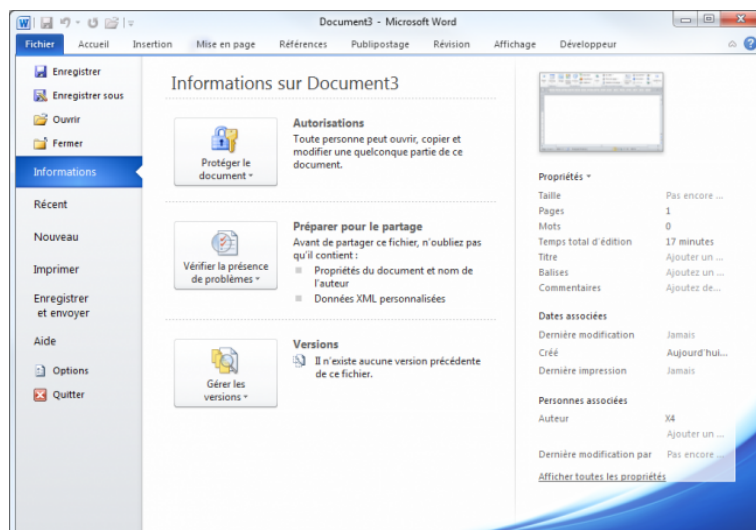 Document3 - Microsoft Word
Fichier Accueil Insertion Mise en page Références Publipostage Révision Affichage Développeur
Enregistrer
Enregistrer sous
Ouvrir
Fermer
Informations
Récent
Nouveau
Imprimer
Enregistrer
et envoyer
Aide
Options
Quitter
Informations sur Document3
Protéger le
document
Autorisations
Toute personne peut ouvrir, copier et
modifier une quelconque partie de ce
document.
Vérifier la présence
de problèmes
Préparer pour le partage
Avant de partager ce fichier, n'oubliez pas
qu'il contient :
Propriétés du document et nom de
l'auteur
Données XML personnalisées
Gérer les
versions
Versions
Il n'existe aucune version précédente
de ce fichier.
Propriétés
Taille Pas encore ...
Pages 1
Mots 0
Temps total d'édition 17 minutes
Titre Ajouter un ...
Balises Ajoutez un ...
Commentaires Ajoutez de...
Dates associées
Dernière modification Jamais
Créé Aujourd'hui...
Dernière impression Jamais
Personnes associées
Auteur X4
Ajouter un ...
Dernière modification par Pas encore ...
Afficher toutes les propriétés